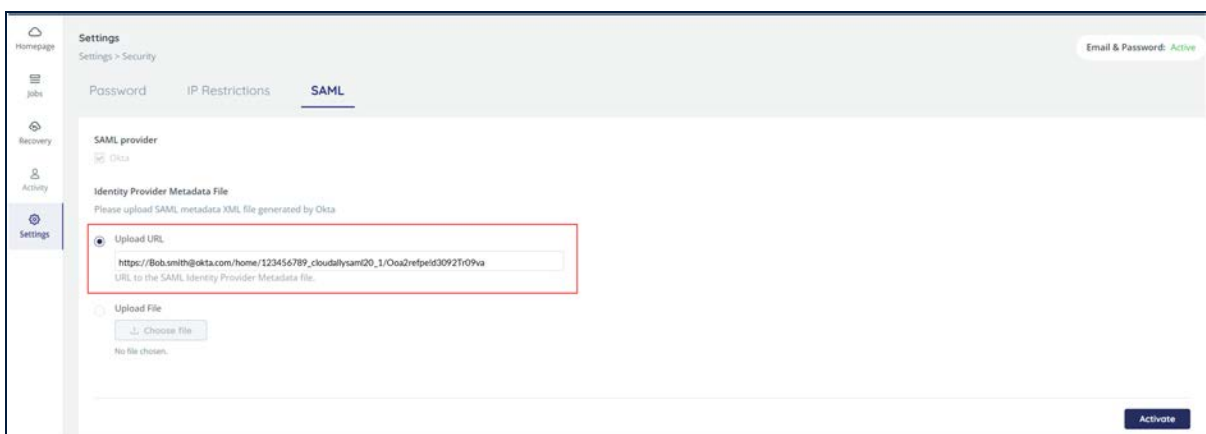 Homepage
Jobs
Recovery
Activity
Settings
Settings
Settings > Security
Email & Password: Active
Password IP Restrictions SAML
SAML provider
Okta
Identity Provider Metadata File
Please upload SAML metadata XML file generated by Okta
Upload URL
https://Bob.smith@okta.com/home/123456789_cloudallysaml20_1/Ooa2refpeld3092Tr09va
URL to the SAML Identity Provider Metadata file.
Upload File
Choose file
No file chosen.
Activate